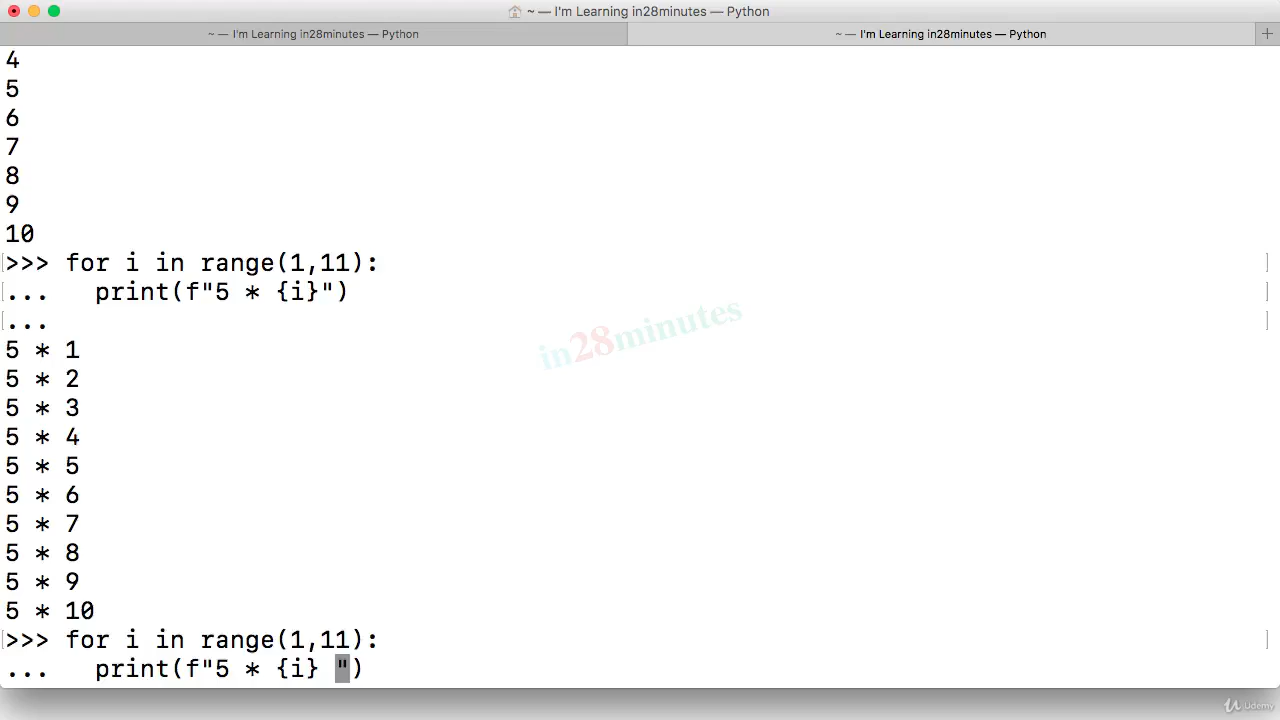 ~ — I'm Learning in28minutes — Python
~ — I'm Learning in28minutes — Python
~ — I'm Learning in28minutes — Python
+
4
5
6
7
8
9
10
>>> for i in range(1,11):
...   print(f"5 * {i}")
...
5 * 1
5 * 2
5 * 3
5 * 4
5 * 5
5 * 6
5 * 7
5 * 8
5 * 9
5 * 10
>>> for i in range(1,11):
...   print(f"5 * {i} ")
in28minutes
Udemy